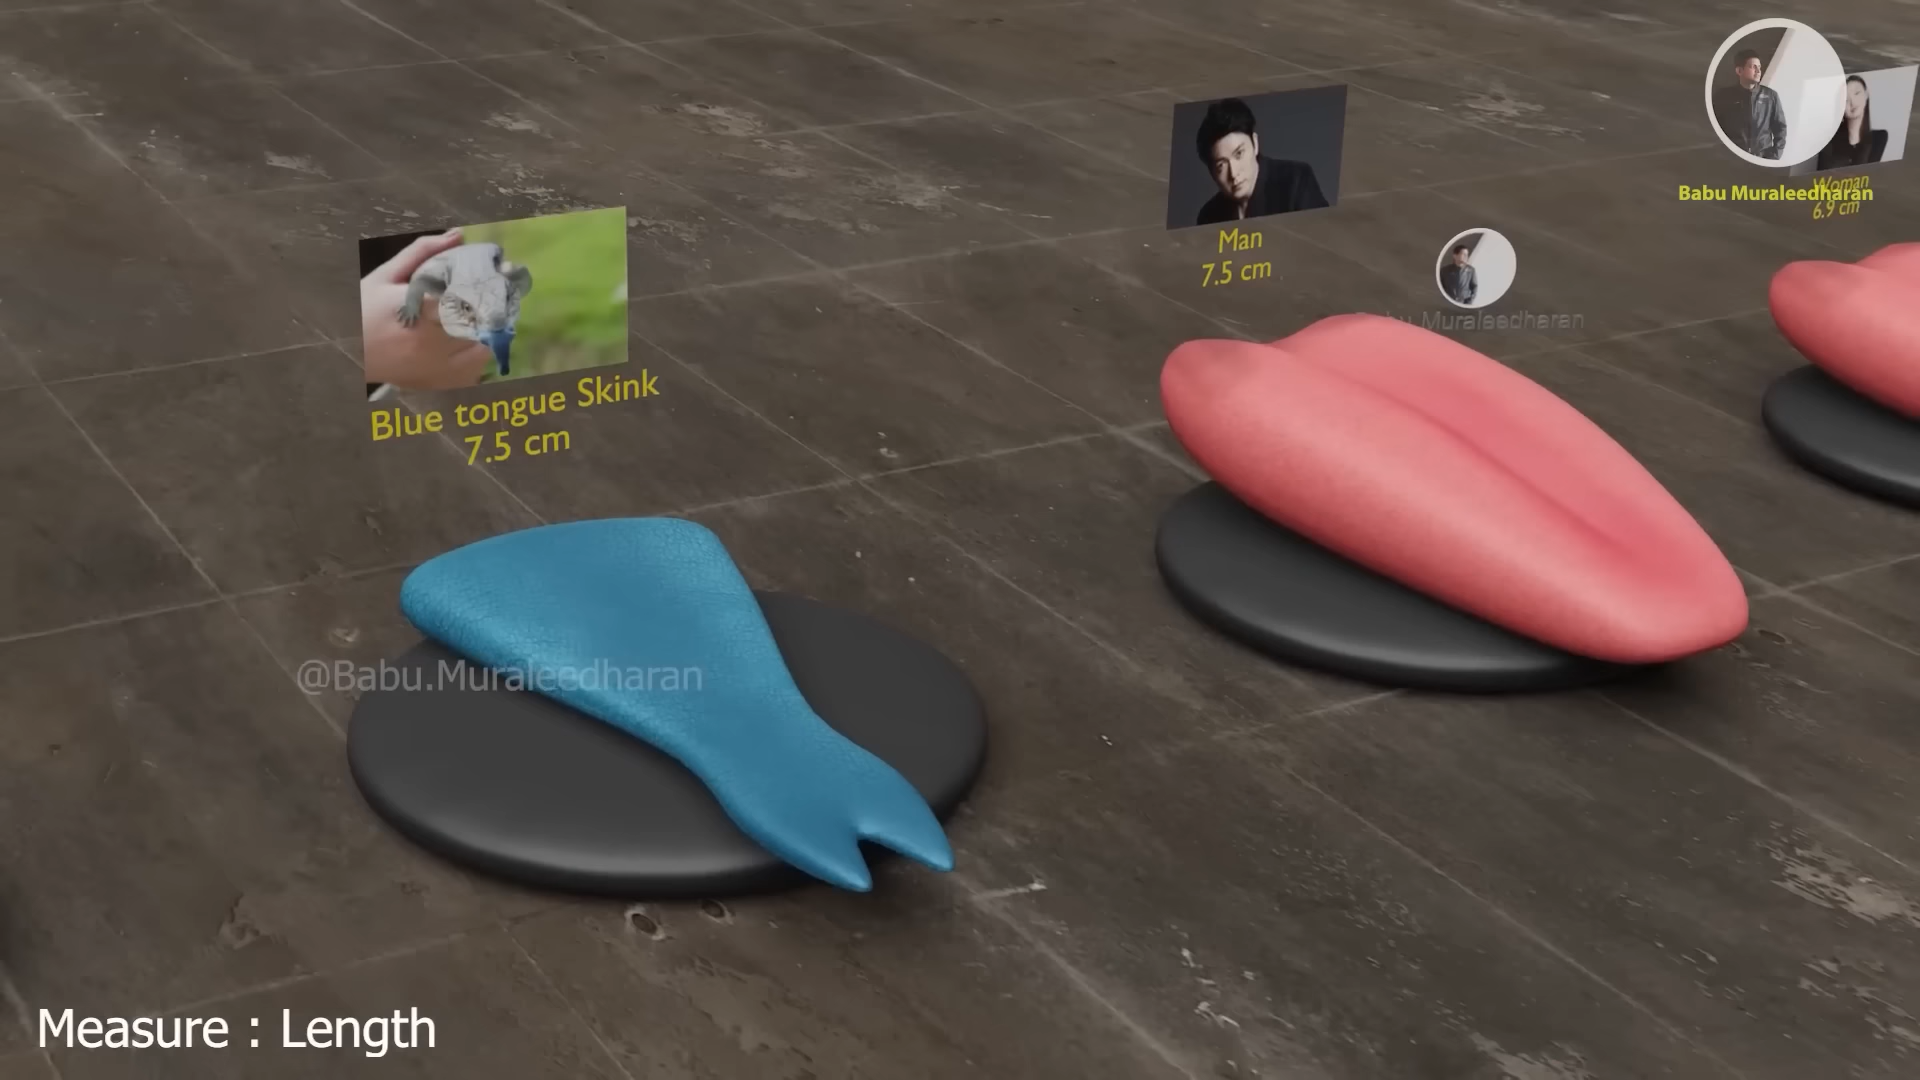 Babu Muraleedharan
Woman
6.9 cm
Man
7.5 cm
Babu Muraleedharan
Blue tongue Skink
7.5 cm
@Babu.Muraleedharan
Measure : Length